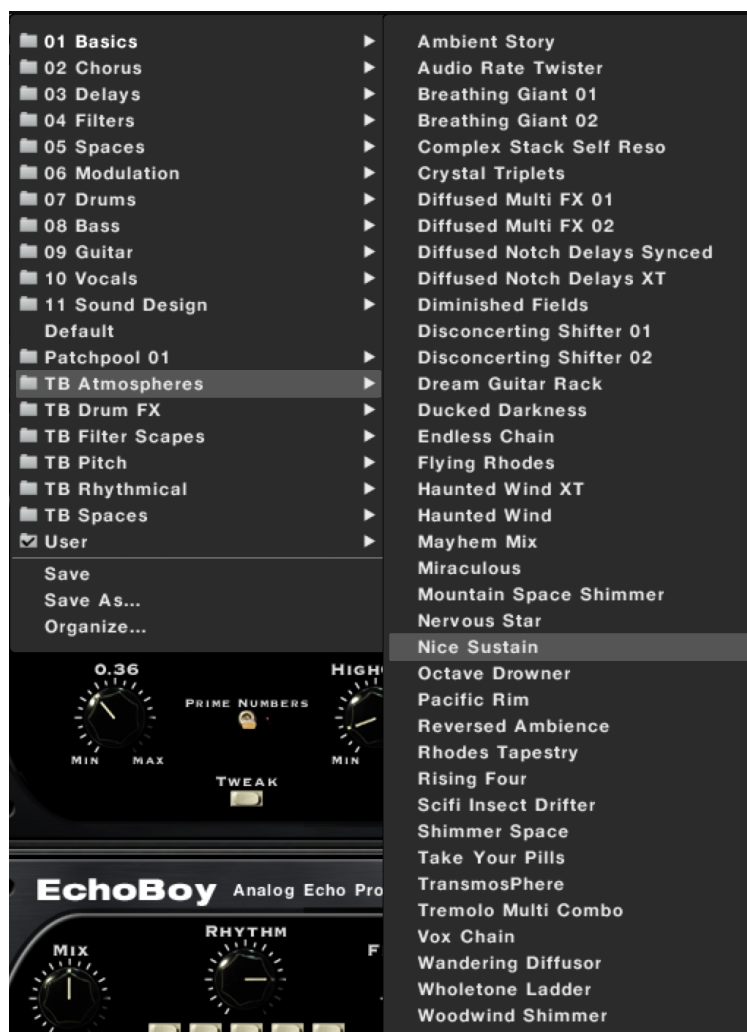 01 Basics
02 Chorus
03 Delays
04 Filters
05 Spaces
06 Modulation
07 Drums
08 Bass
09 Guitar
10 Vocals
11 Sound Design
Default
Patchpool 01
TB Atmospheres
TB Drum FX
TB Filter Scapes
TB Pitch
TB Rhythmical
TB Spaces
User
Save
Save As...
Organize...
Ambient Story
Audio Rate Twister
Breathing Giant 01
Breathing Giant 02
Complex Stack Self Reso
Crystal Triplets
Diffused Multi FX 01
Diffused Multi FX 02
Diffused Notch Delays Synced
Diffused Notch Delays XT
Diminished Fields
Disconcerting Shifter 01
Disconcerting Shifter 02
Dream Guitar Rack
Ducked Darkness
Endless Chain
Flying Rhodes
Haunted Wind XT
Haunted Wind
Mayhem Mix
Miraculous
Mountain Space Shimmer
Nervous Star
Nice Sustain
Octave Drowner
Pacific Rim
Reversed Ambience
Rhodes Tapestry
Rising Four
Scifi Insect Drifter
Shimmer Space
Take Your Pills
TransmosPhere
Tremolo Multi Combo
Vox Chain
Wandering Diffusor
Wholetone Ladder
Woodwind Shimmer
0.36
HIGH
PRIME NUMBERS
MIN MAX
MIN
TWEAK
EchoBoy Analog Echo Pro
RHYTHM
MIX
F